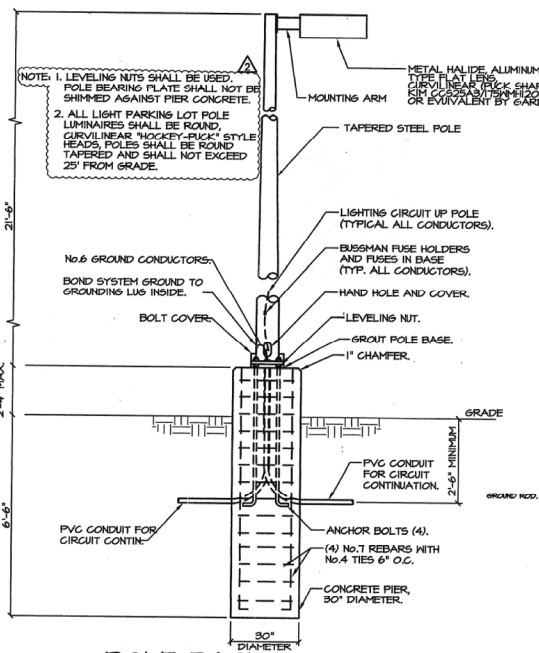 2
NOTE: 1. LEVELING NUTS SHALL BE USED.
POLE BEARING PLATE SHALL NOT BE
SHIMMED AGAINST PIER CONCRETE.
2. ALL LIGHT PARKING LOT POLE
LUMINAIRES SHALL BE ROUND,
CURVILINEAR "HOCKEY-PUCK" STYLE
HEADS, POLES SHALL BE ROUND
TAPERED AND SHALL NOT EXCEED
25' FROM GRADE.
METAL HALIDE, ALUMINUM
TYPE FLAT LENS,
CURVILINEAR (PUCK SHAP
OR EVUIVALENT BY GARD
MOUNTING ARM
TAPERED STEEL POLE
21'-6"
LIGHTING CIRCUIT UP POLE
(TYPICAL ALL CONDUCTORS).
BUSSMAN FUSE HOLDERS
AND FUSES IN BASE
(TYP. ALL CONDUCTORS).
No.6 GROUND CONDUCTORS.
BOND SYSTEM GROUND TO
GROUNDING LUG INSIDE.
HAND HOLE AND COVER.
BOLT COVER
LEVELING NUT.
GROUT POLE BASE.
1" CHAMFER.
2'-4" MAX
GRADE
2'-6" MINIMUM
PVC CONDUIT
FOR CIRCUIT
CONTINUATION.
GROUND ROD.
6'-6"
PVC CONDUIT FOR
CIRCUIT CONTIN.
ANCHOR BOLTS (4).
(4) No.7 REBARS WITH
No.4 TIES 6" O.C.
CONCRETE PIER,
30" DIAMETER.
30"
DIAMETER